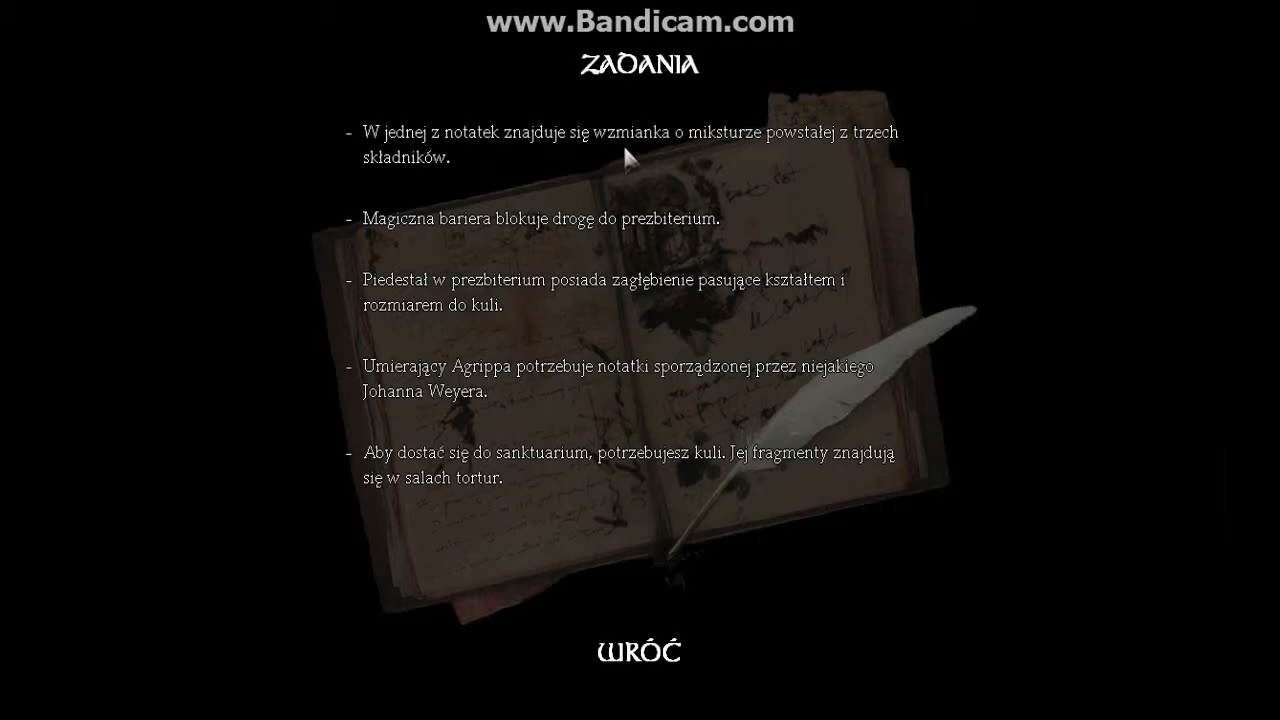 www.Bandicam.com
ZADANIA
- W jednej z notatek znajduje się wzmianka o miksturze powstałej z trzech
składników.
- Magiczna bariera blokuje drogę do prezbiterium.
- Piedestał w prezbiterium posiada zagłębienie pasujące kształtem i
rozmiarem do kuli.
- Umierający Agrippa potrzebuje notatki sporządzonej przez niejakiego
Johanna Weyera.
- Aby dostać się do sanktuarium, potrzebujesz kuli. Jej fragmenty znajdują
się w salach tortur.
WRÓĆ